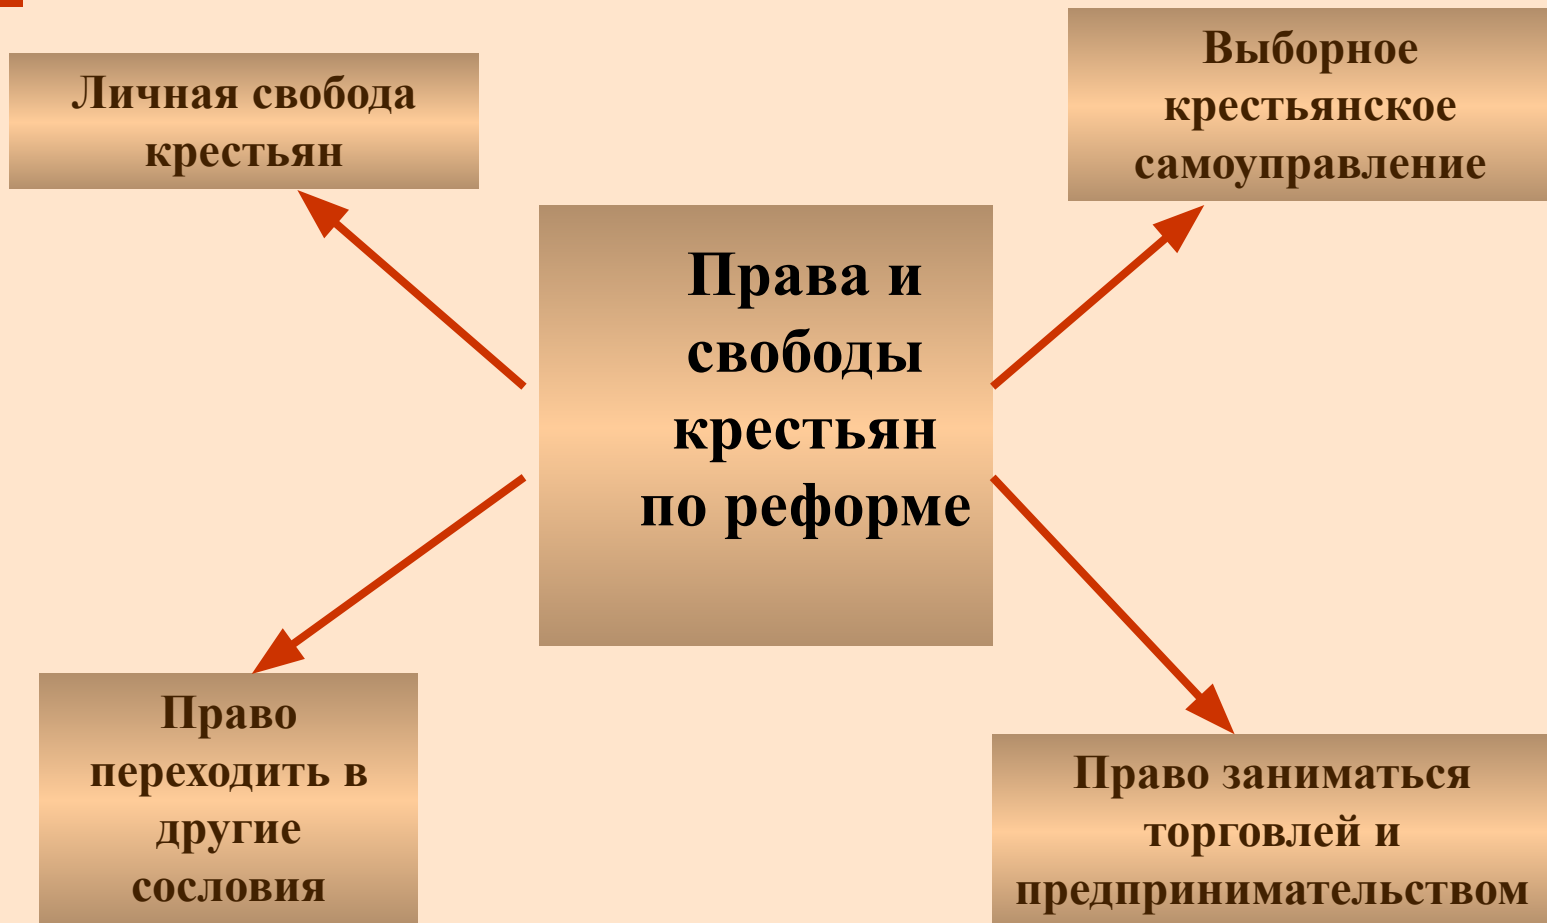 Личная свобода
крестьян
Выборное
крестьянское
самоуправление
Права и
свободы
крестьян
по реформе
Право
переходить в
другие
сословия
Право заниматься
торговлей и
предпринимательством